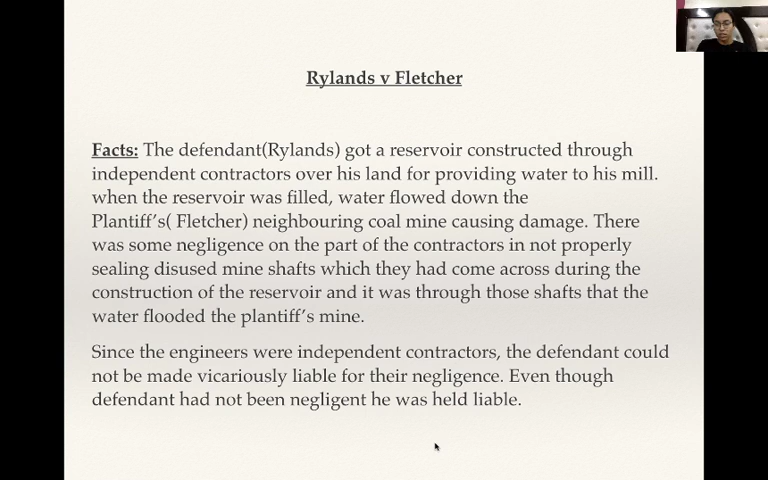 Rylands v Fletcher
Facts: The defendant(Rylands) got a reservoir constructed through
independent contractors over his land for providing water to his mill.
when the reservoir was filled, water flowed down the
Plantiff's( Fletcher) neighbouring coal mine causing damage. There
was some negligence on the part of the contractors in not properly
sealing disused mine shafts which they had come across during the
construction of the reservoir and it was through those shafts that the
water flooded the plantiff's mine.
Since the engineers were independent contractors, the defendant could
not be made vicariously liable for their negligence. Even though
defendant had not been negligent he was held liable.